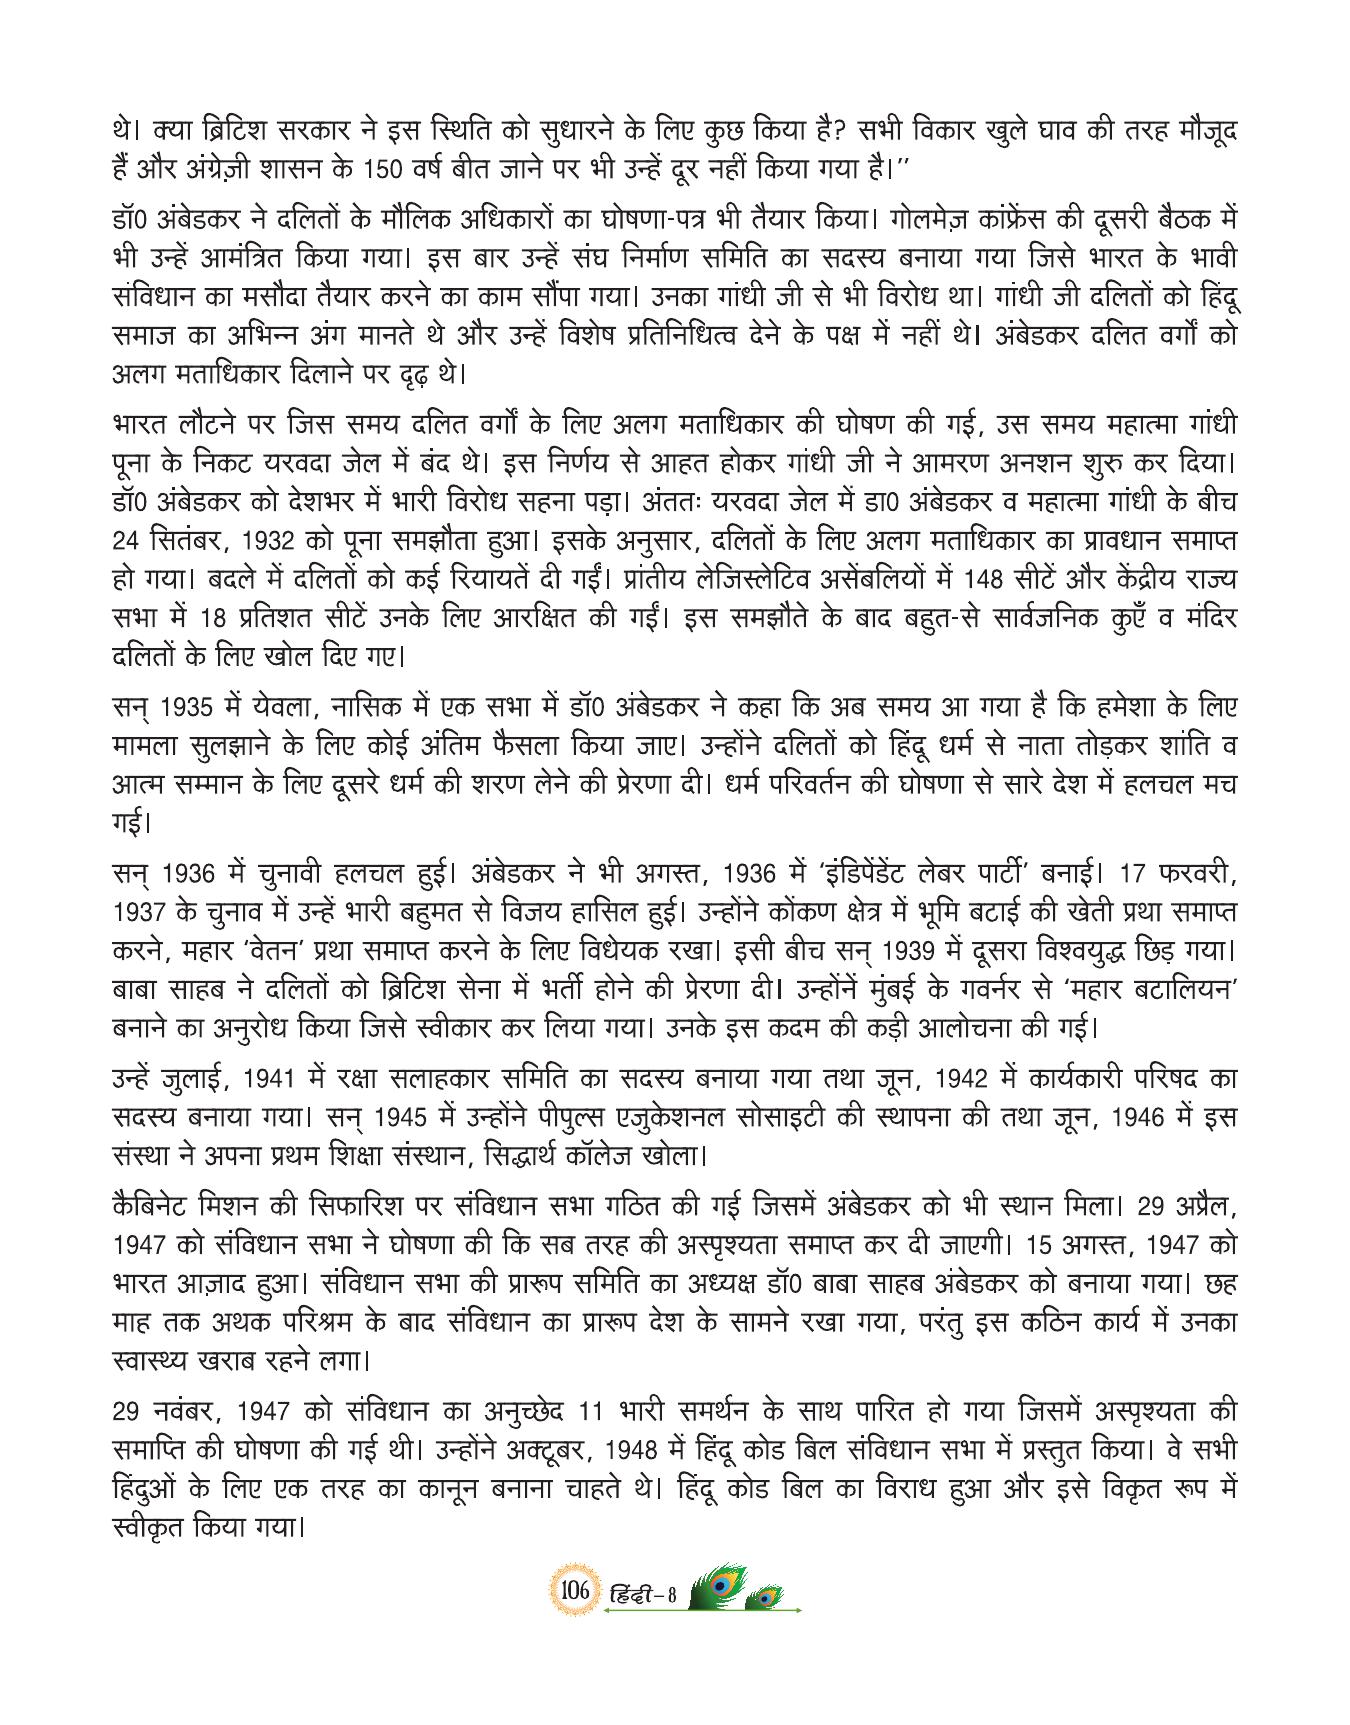 थे। क्या ब्रिटिश सरकार ने इस स्थिति को सुधारने के लिए कुछ किया है? सभी विकार खुले घाव की तरह मौजूद
हैं और अंग्रेज़ी शासन के 150 वर्ष बीत जाने पर भी उन्हें दूर नहीं किया गया है।’’
डॉ0 अंबेडकर ने दलितों के मौलिक अधिकारों का घोषणा-पत्र भी तैयार किया। गोलमेज़ कांफ्रेंस की दूसरी बैठक में
भी उन्हें आमंत्रित किया गया। इस बार उन्हें संघ निर्माण समिति का सदस्य बनाया गया जिसे भारत के भावी
संविधान का मसौदा तैयार करने का काम सौंपा गया। उनका गांधी जी से भी विरोध था। गांधी जी दलितों को हिंदू
समाज का अभिन्न अंग मानते थे और उन्हें विशेष प्रतिनिधित्व देने के पक्ष में नहीं थे। अंबेडकर दलित वर्गों को
अलग मताधिकार दिलाने पर दृढ़ थे।
भारत लौटने पर जिस समय दलित वर्गों के लिए अलग मताधिकार की घोषण की गई, उस समय महात्मा गांधी
पूना के निकट यरवदा जेल में बंद थे। इस निर्णय से आहत होकर गांधी जी ने आमरण अनशन शुरु कर दिया।
डॉ0 अंबेडकर को देशभर में भारी विरोध सहना पड़ा। अंततः यरवदा जेल में डा0 अंबेडकर व महात्मा गांधी के बीच
24 सितंबर, 1932 को पूना समझौता हुआ। इसके अनुसार, दलितों के लिए अलग मताधिकार का प्रावधान समाप्त
हो गया। बदले में दलितों को कई रियायतें दी गईं। प्रांतीय लेजिस्लेटिव असेंबलियों में 148 सीटें और केंद्रीय राज्य
सभा में 18 प्रतिशत सीटें उनके लिए आरक्षित की गईं। इस समझौते के बाद बहुत-से सार्वजनिक कुएँ व मंदिर
दलितों के लिए खोल दिए गए।
सन् 1935 में येवला, नासिक में एक सभा में डॉ0 अंबेडकर ने कहा कि अब समय आ गया है कि हमेशा के लिए
मामला सुलझाने के लिए कोई अंतिम फैसला किया जाए। उन्होंने दलितों को हिंदू धर्म से नाता तोड़कर शांति व
आत्म सम्मान के लिए दूसरे धर्म की शरण लेने की प्रेरणा दी। धर्म परिवर्तन की घोषणा से सारे देश में हलचल मच
गई।
सन् 1936 में चुनावी हलचल हुई। अंबेडकर ने भी अगस्त, 1936 में ‘इंडिपेंडेंट लेबर पार्टी’ बनाई। 17 फरवरी,
1937 के चुनाव में उन्हें भारी बहुमत से विजय हासिल हुई। उन्होंने कोंकण क्षेत्र में भूमि बटाई की खेती प्रथा समाप्त
करने, महार ‘वेतन’ प्रथा समाप्त करने के लिए विधेयक रखा। इसी बीच सन् 1939 में दूसरा विश्वयुद्ध छिड़ गया।
बाबा साहब ने दलितों को ब्रिटिश सेना में भर्ती होने की प्रेरणा दी। उन्होंनें मुंबई के गवर्नर से ‘महार बटालियन’
बनाने का अनुरोध किया जिसे स्वीकार कर लिया गया। उनके इस कदम की कड़ी आलोचना की गई।
उन्हें जुलाई, 1941 में रक्षा सलाहकार समिति का सदस्य बनाया गया तथा जून, 1942 में कार्यकारी परिषद का
सदस्य बनाया गया। सन् 1945 में उन्होंने पीपुल्स एजुकेशनल सोसाइटी की स्थापना की तथा जून, 1946 में इस
संस्था ने अपना प्रथम शिक्षा संस्थान, सिद्धार्थ कॉलेज खोला।
कैबिनेट मिशन की सिफारिश पर संविधान सभा गठित की गई जिसमें अंबेडकर को भी स्थान मिला। 29 अप्रैल,
1947 को संविधान सभा ने घोषणा की कि सब तरह की अस्पृश्यता समाप्त कर दी जाएगी। 15 अगस्त, 1947 को
भारत आज़ाद हुआ। संविधान सभा की प्रारूप समिति का अध्यक्ष डॉ0 बाबा साहब अंबेडकर को बनाया गया। छह
माह तक अथक परिश्रम के बाद संविधान का प्रारूप देश के सामने रखा गया, परंतु इस कठिन कार्य में उनका
स्वास्थ्य खराब रहने लगा।
29 नवंबर, 1947 को संविधान का अनुच्छेद 11 भारी समर्थन के साथ पारित हो गया जिसमें अस्पृश्यता की
समाप्ति की घोषणा की गई थी। उन्होंने अक्टूबर, 1948 में हिंदू कोड बिल संविधान सभा में प्रस्तुत किया। वे सभी
हिंदुओं के लिए एक तरह का कानून बनाना चाहते थे। हिंदू कोड बिल का विराध हुआ और इसे विकृत रूप में
स्वीकृत किया गया।
106 हिंदी–8